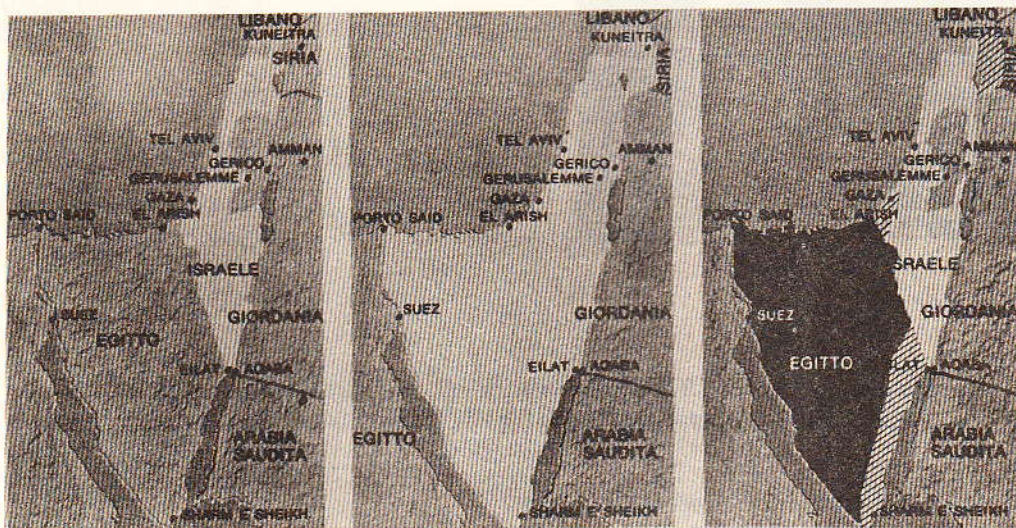 LIBANO
KUNEITRA
SIRIA
TEL AVIV
AMMAN
GERICO
GERUSALEMME
GAZA
PORTO SAID
EL ARISH
ISRAELE
SUEZ
GIORDANIA
EGITTO
EILAT
AQABA
ARABIA
SAUDITA
SHARM E'SHEIKH
LIBANO
KUNEITRA
SIRIA
TEL AVIV
AMMAN
GERICO
GERUSALEMME
GAZA
PORTO SAID
EL ARISH
SUEZ
GIORDANIA
EILAT
AQABA
EGITTO
ARABIA
SAUDITA
SHARM E'SHEIKH
LIBANO
KUNEITRA
SIRIA
TEL AVIV
AMMAN
GERICO
GERUSALEMME
GAZA
PORTO SAID
EL ARISH
ISRAELE
SUEZ
GIORDANIA
EGITTO
AQABA
ARABIA
SAUDITA
SHARM E'SHEIKH